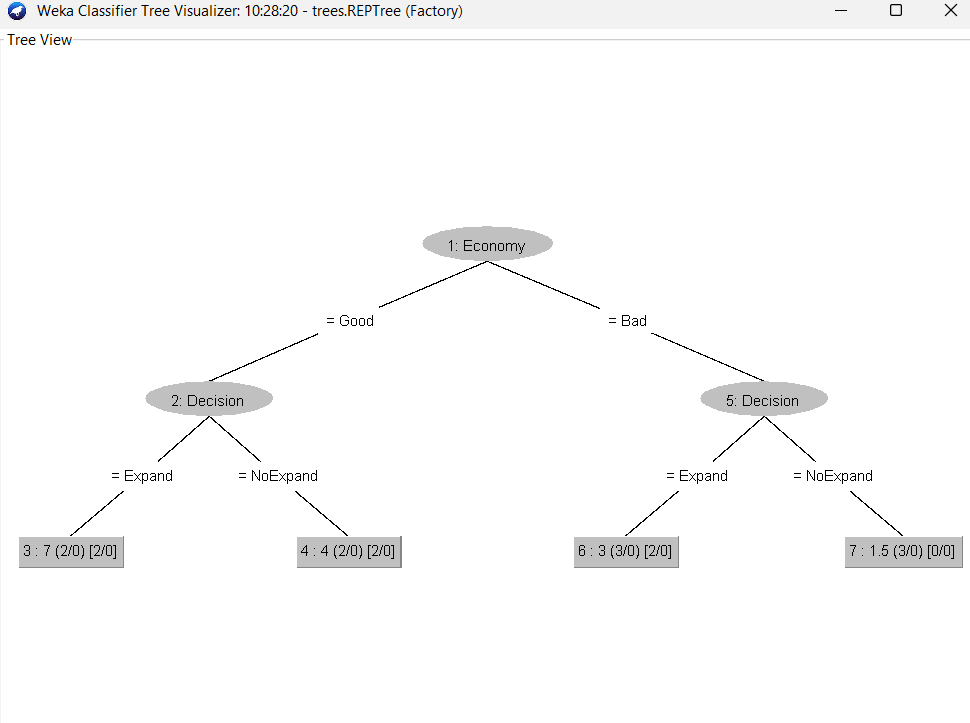 Weka Classifier Tree Visualizer: 10:28:20 - trees.REPTree (Factory)
Tree View
1: Economy
= Good
= Bad
2: Decision
5: Decision
= Expand
= NoExpand
= Expand
= NoExpand
3 : 7 (2/0) [2/0]
4 : 4 (2/0) [2/0]
6 : 3 (3/0) [2/0]
7 : 1.5 (3/0) [0/0]